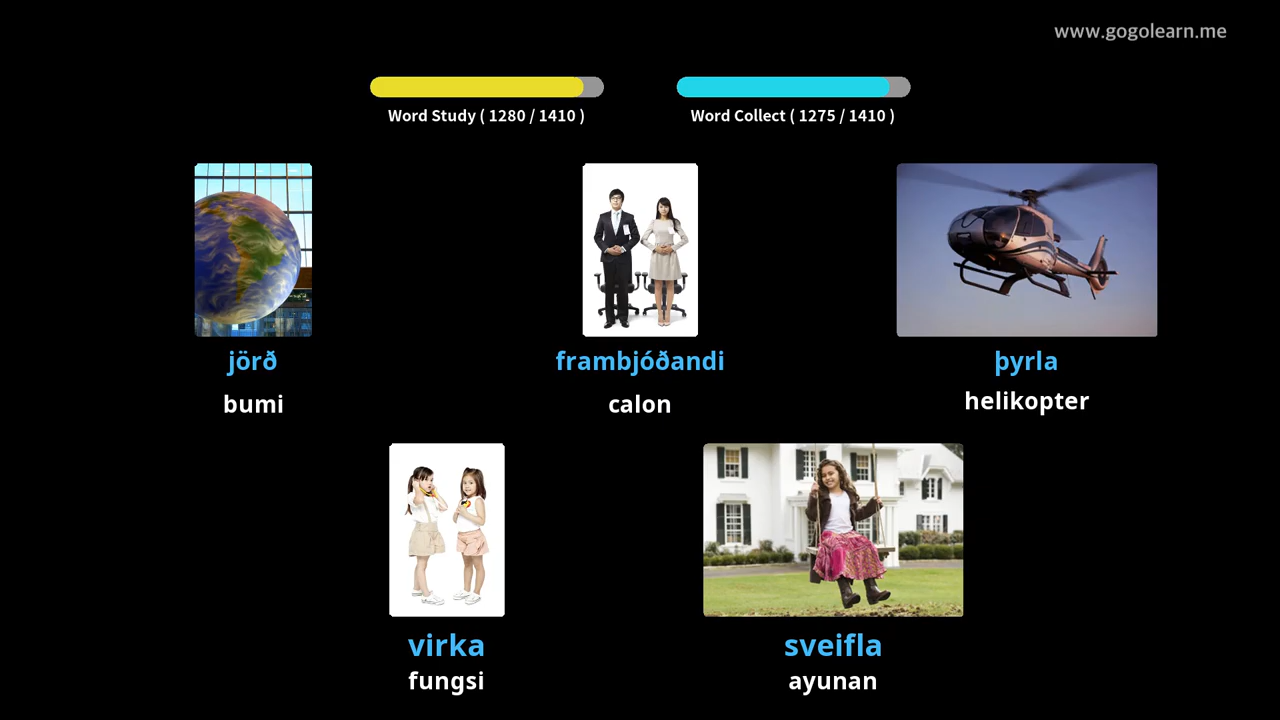 www.gogolearn.me
Word Study ( 1280 / 1410 )
Word Collect ( 1275 / 1410 )
jörð
frambjóðandi
þyrla
bumi
calon
helikopter
virka
sveifla
fungsi
ayunan